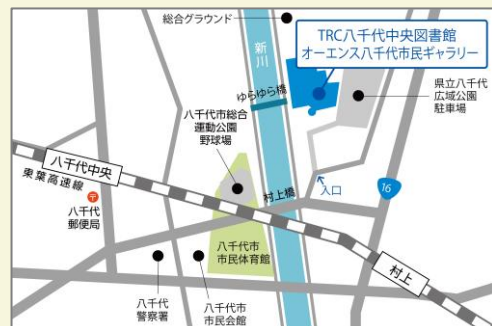 総合グラウンド
TRC八千代中央図書館
オーエンス八千代市民ギャラリー
新川
ゆらゆら橋
県立八千代
広域公園
駐車場
八千代市総合
運動公園
野球場
八千代中央
東葉高速線
〒
八千代
郵便局
村上橋
入口
16
八千代市
市民体育館
村上
八千代
警察署
八千代市
市民会館